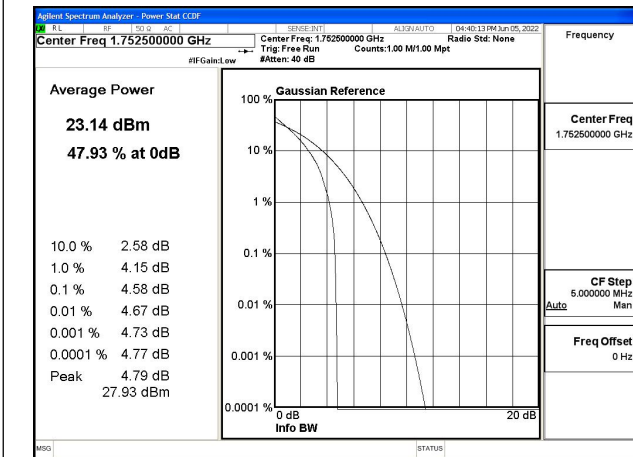 Agilent Spectrum Analyzer - Power Stat CCDF
LXI RL RF 50 Ω AC SENSE:INT ALIGNAUTO 04:40:13 PM Jun 05, 2022
Center Freq 1.752500000 GHz
Center Freq: 1.752500000 GHz Radio Std: None
Trig: Free Run Counts:1.00 M/1.00 Mpt
#IFGain:Low #Atten: 40 dB
Average Power
23.14 dBm
47.93 % at 0dB
10.0 % 2.58 dB
1.0 % 4.15 dB
0.1 % 4.58 dB
0.01 % 4.67 dB
0.001 % 4.73 dB
0.0001 % 4.77 dB
Peak 4.79 dB
27.93 dBm
Gaussian Reference
100 %
10 %
1 %
0.1 %
0.01 %
0.001 %
0.0001 %
0 dB 20 dB
Info BW
Frequency
Center Freq
1.752500000 GHz
CF Step
5.000000 MHz
Auto Man
Freq Offset
0 Hz
MSG STATUS